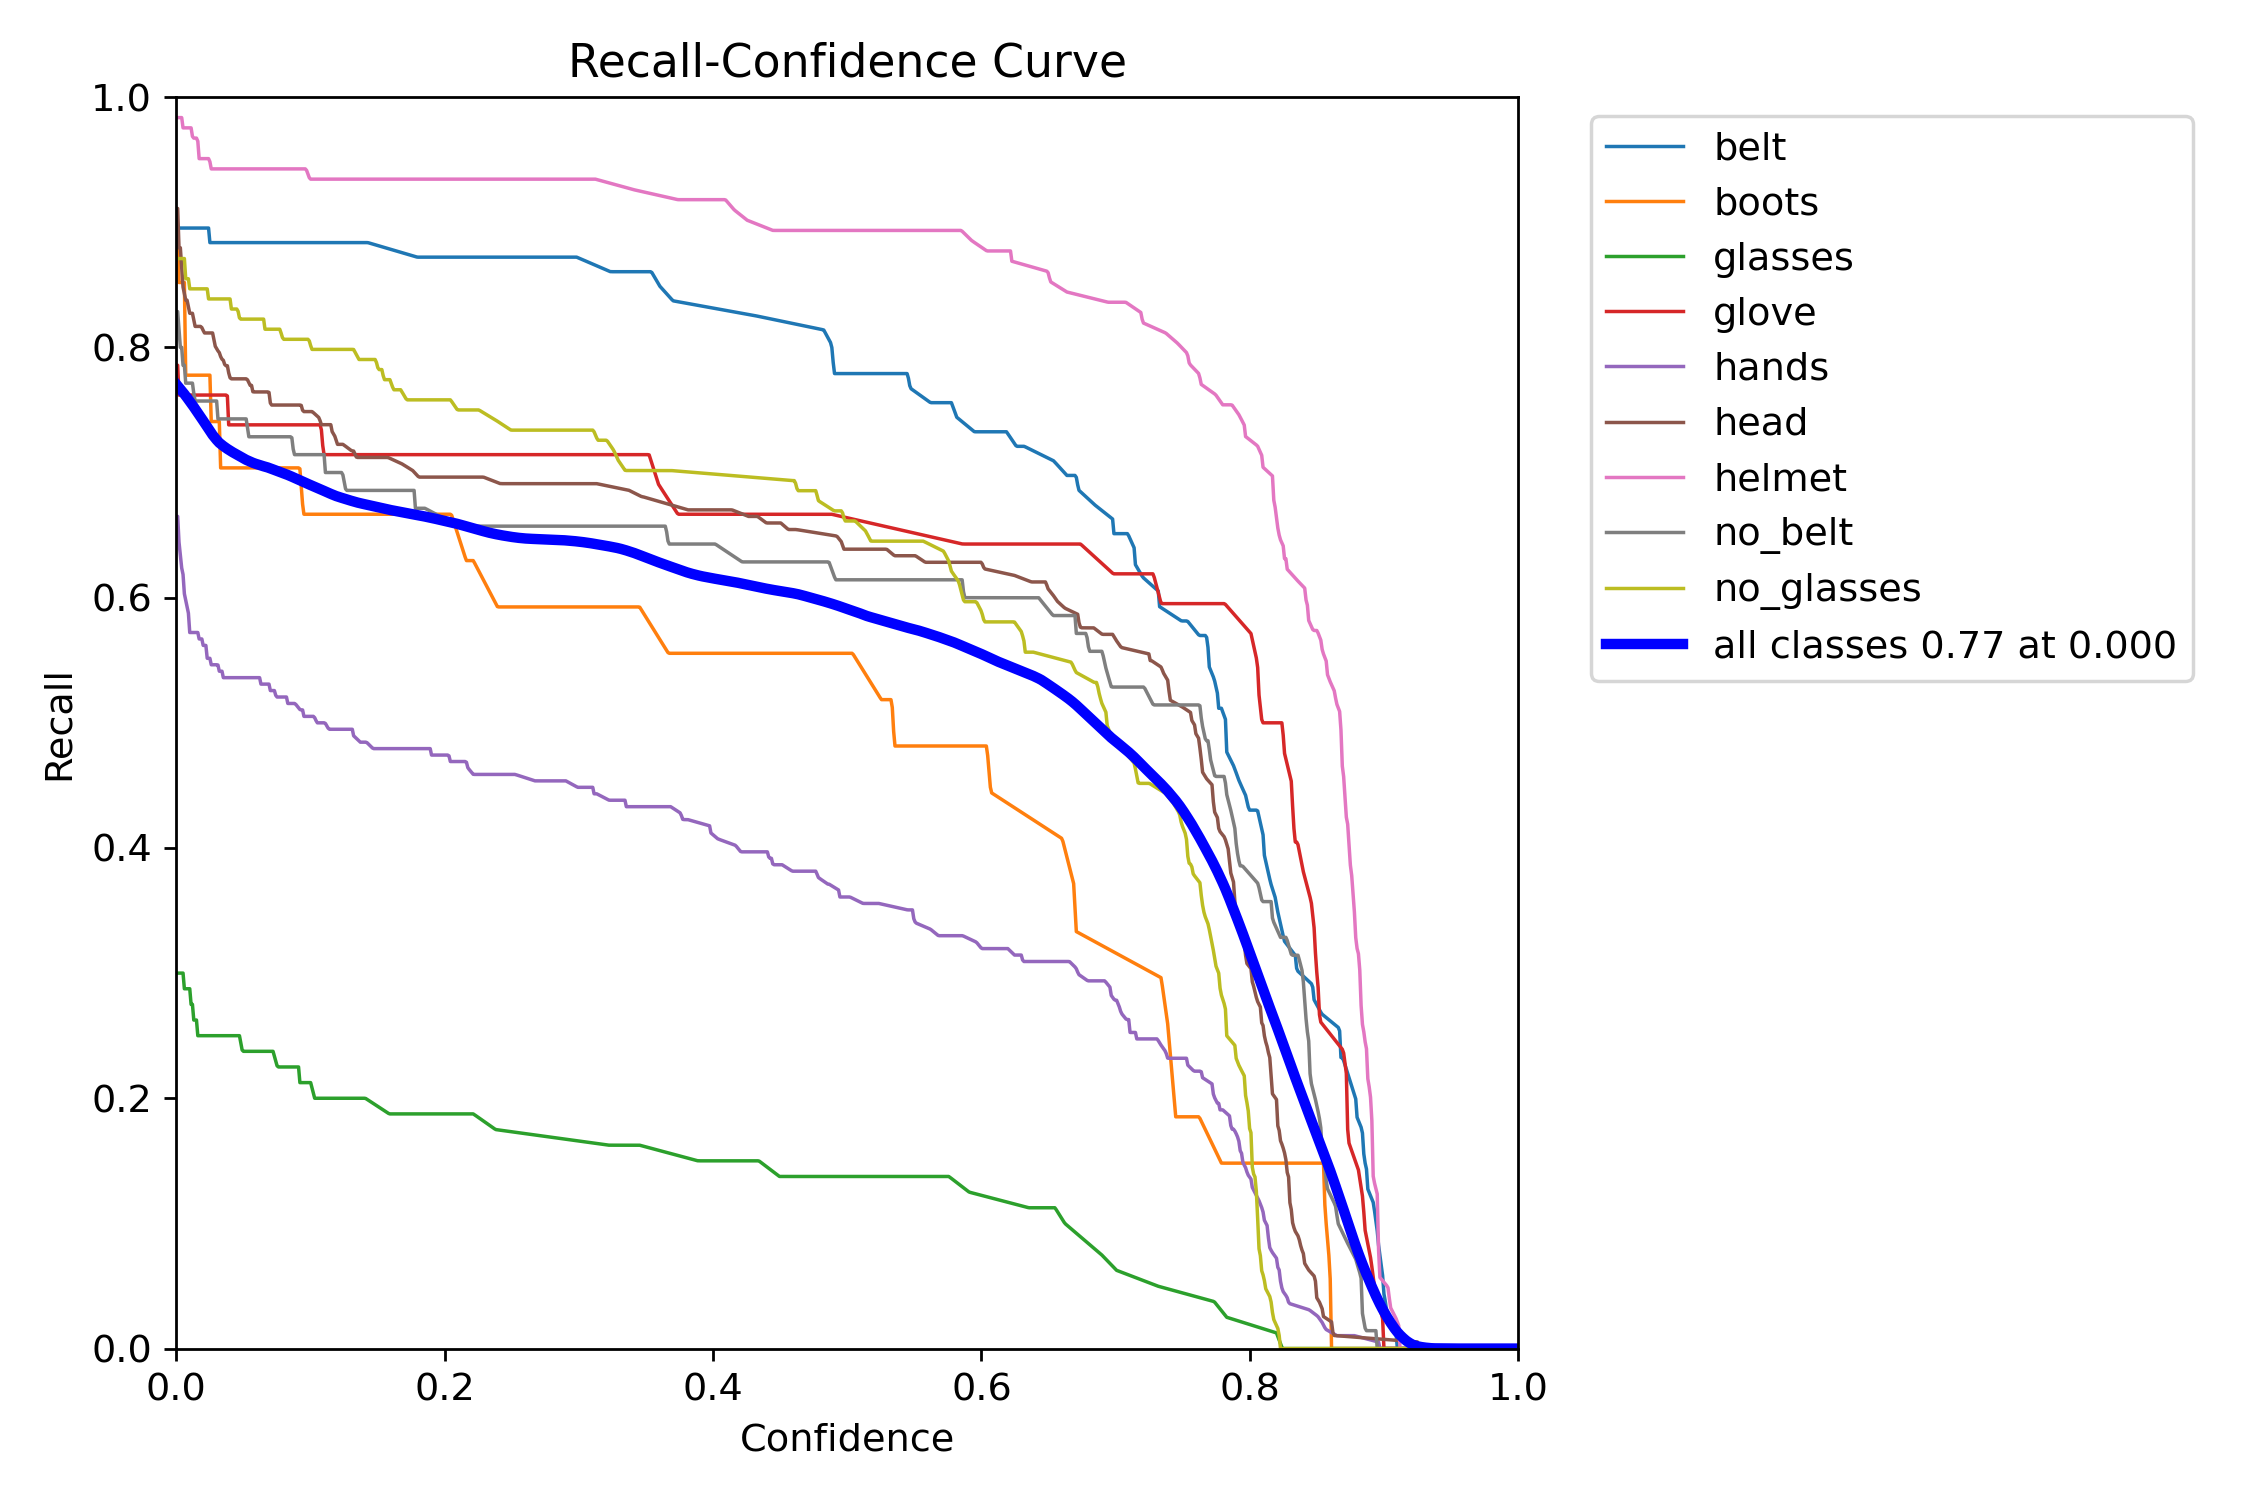 Recall-Confidence Curve
1.0
0.8
0.6
0.4
0.2
0.0
Recall
0.0 0.2 0.4 0.6 0.8 1.0
Confidence
belt
boots
glasses
glove
hands
head
helmet
no_belt
no_glasses
all classes 0.77 at 0.000